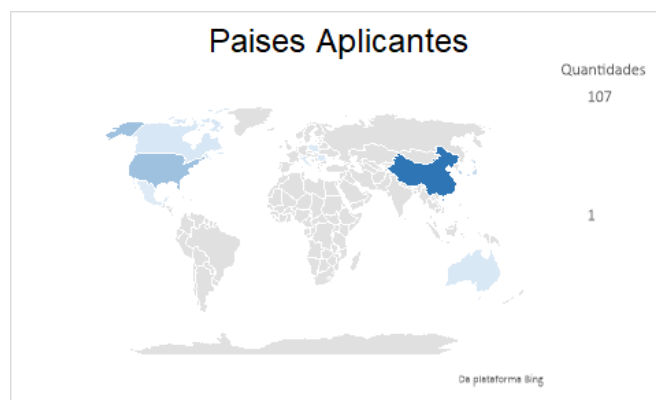 Paises Aplicantes
Quantidades
107
1
De plataforma Bing